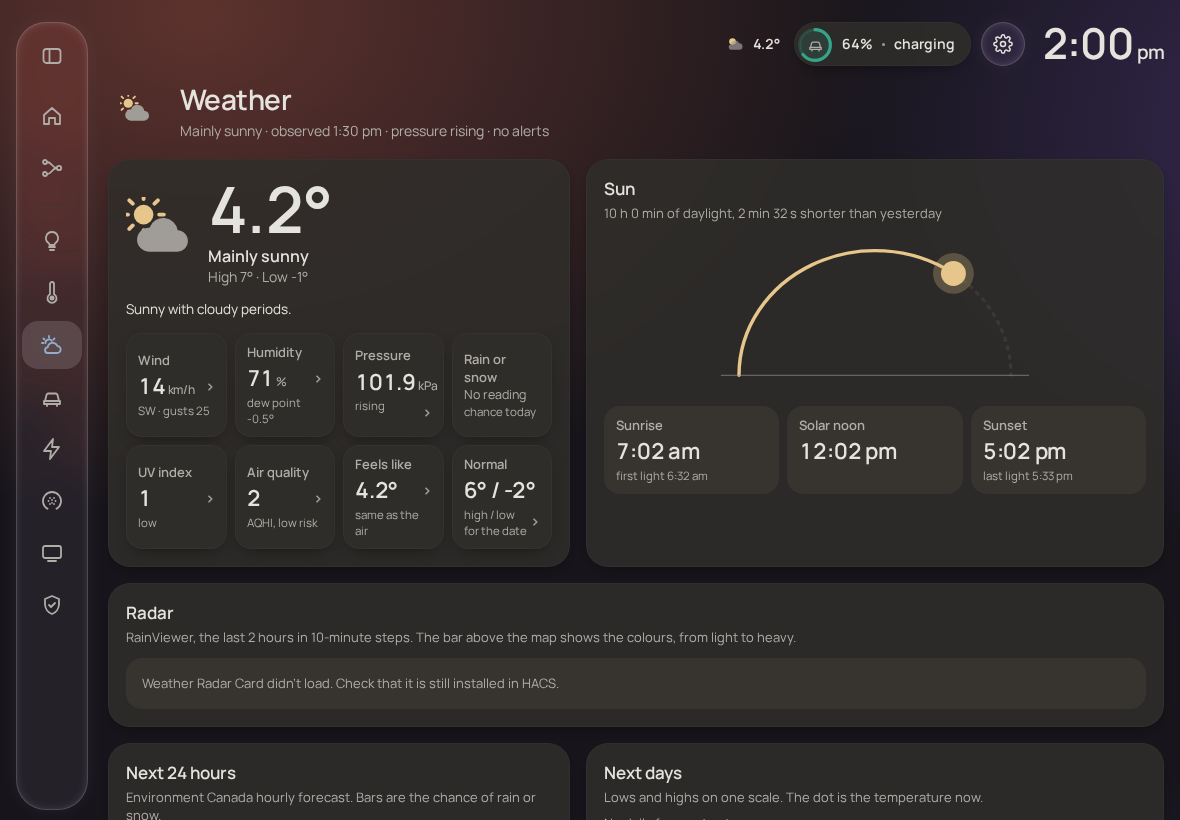 4.2°
64% • charging
2:00 pm
Weather
Mainly sunny · observed 1:30 pm · pressure rising · no alerts
4.2°
Mainly sunny
High 7° · Low -1°
Sunny with cloudy periods.
Wind
14 km/h
SW · gusts 25
Humidity
71 %
dew point
-0.5°
Pressure
101.9 kPa
rising
Rain or
snow
No reading
chance today
UV index
1
low
Air quality
2
AQHI, low risk
Feels like
4.2°
same as the
air
Normal
6° / -2°
high / low
for the date
Sun
10 h 0 min of daylight, 2 min 32 s shorter than yesterday
Sunrise
7:02 am
first light 6:32 am
Solar noon
12:02 pm
Sunset
5:02 pm
last light 5:33 pm
Radar
RainViewer, the last 2 hours in 10-minute steps. The bar above the map shows the colours, from light to heavy.
Weather Radar Card didn't load. Check that it is still installed in HACS.
Next 24 hours
Environment Canada hourly forecast. Bars are the chance of rain or
snow.
Next days
Lows and highs on one scale. The dot is the temperature now.